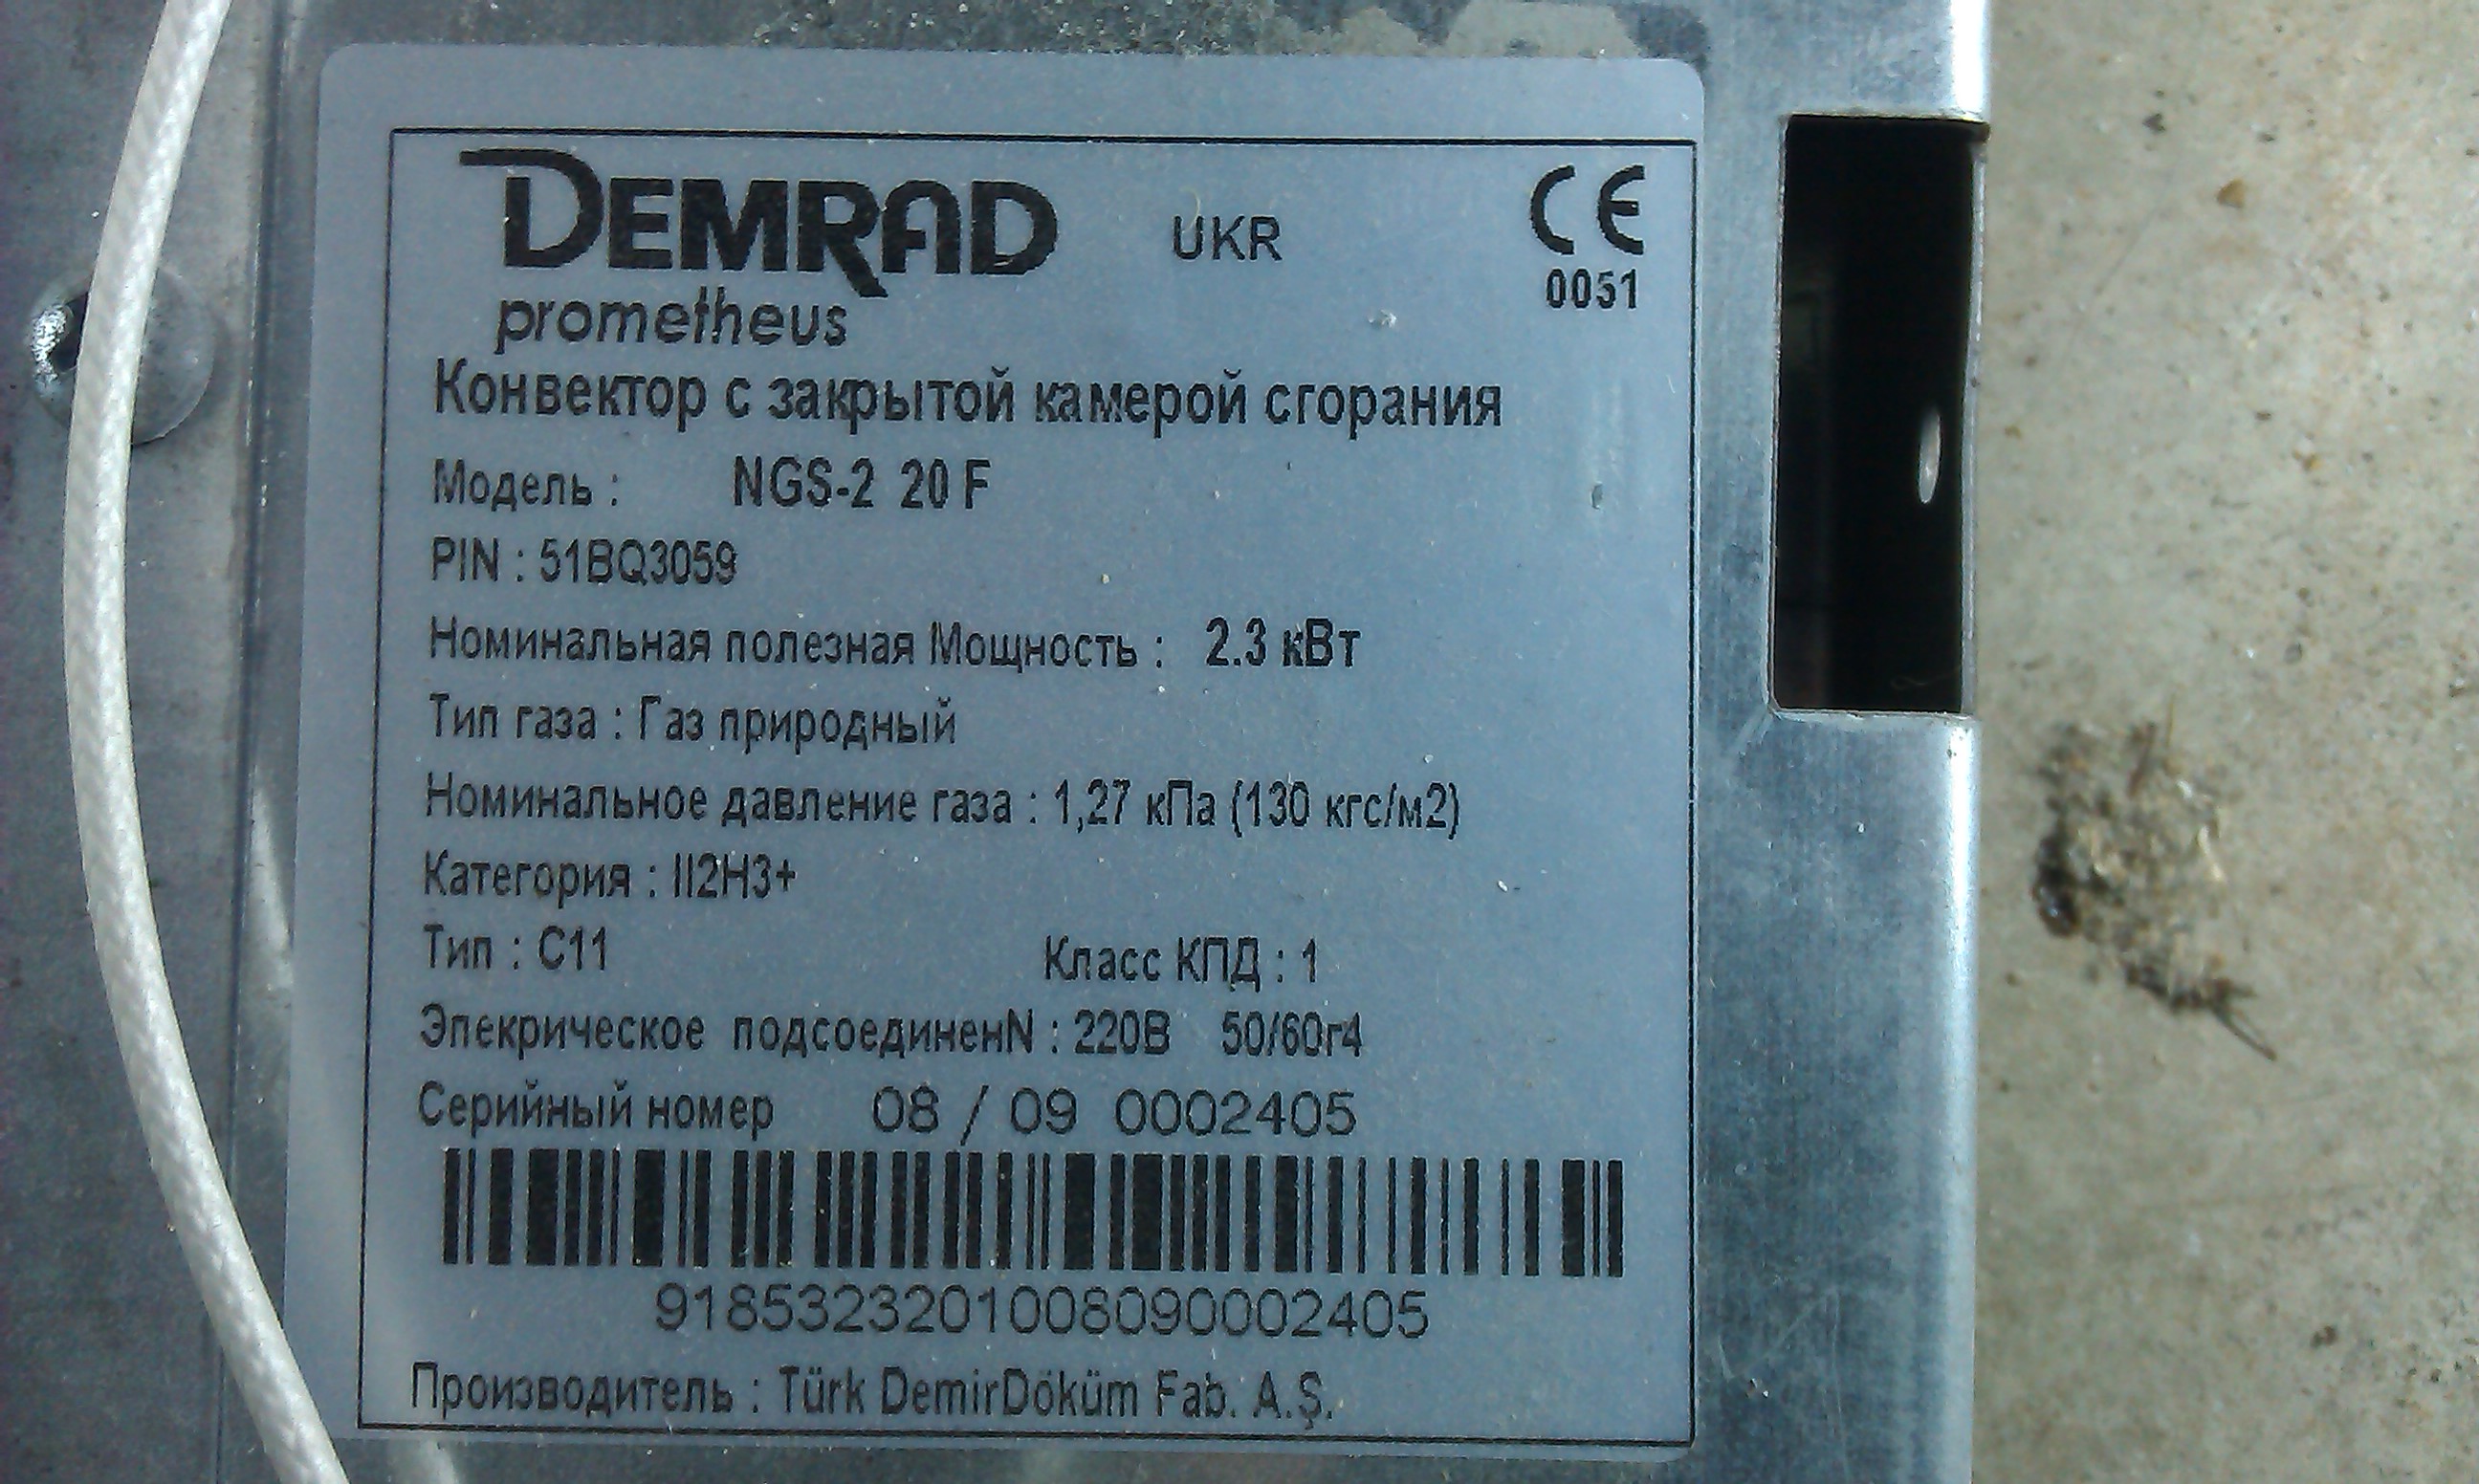 DEMRAD UKR CE
0051
prometheus
Конвектор с закрытой камерой сгорания
Модель : NGS-2 20 F
PIN : 51BQ3059
Номинальная полезная Мощность : 2.3 кВт
Тип газа : Газ природный
Номинальное давление газа : 1,27 кПа (130 кгс/м2)
Категория : II2H3+
Тип : C11 Класс КПД : 1
Элекрическое подсоединенN : 220В 50/60г4
Серийный номер 08 / 09 0002405
9185323201008090002405
Производитель : Türk DemirDöküm Fab. A.Ş.